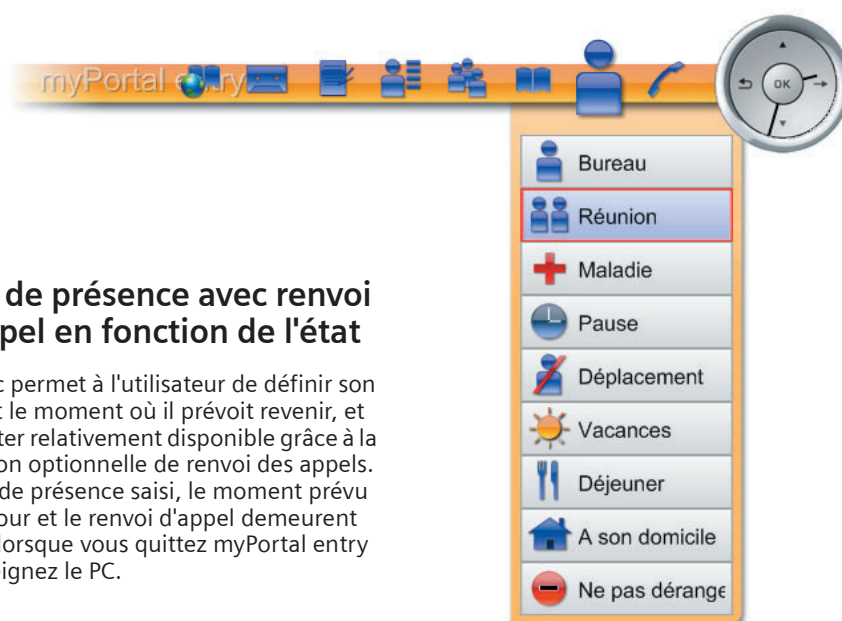 myPortal entry
OK
Bureau
Réunion
Maladie
Pause
Déplacement
Vacances
Déjeuner
A son domicile
Ne pas dérange
de présence avec renvoi
pel en fonction de l'état
c permet à l'utilisateur de définir son
t le moment où il prévoit revenir, et
ter relativement disponible grâce à la
on optionnelle de renvoi des appels.
de présence saisi, le moment prévu
our et le renvoi d'appel demeurent
lorsque vous quittez myPortal entry
eignez le PC.